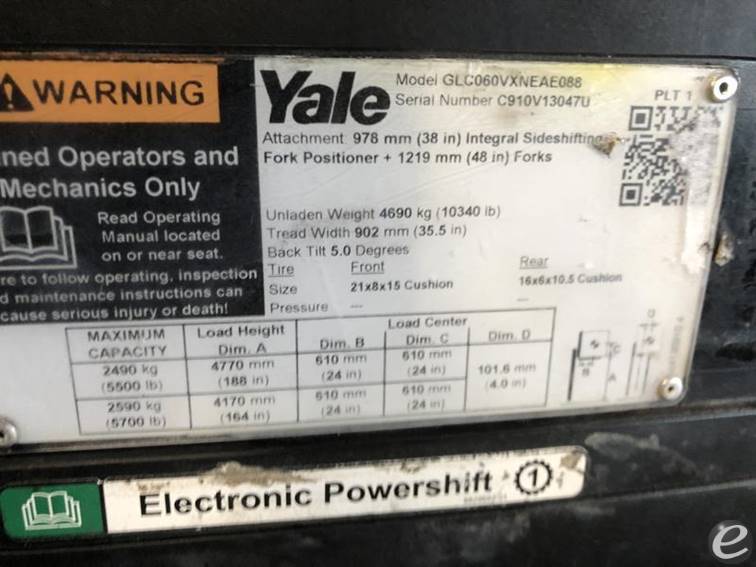 WARNING
ned Operators and
Mechanics Only
Read Operating
Manual located
on or near seat.
re to follow operating, inspection
d maintenance instructions can
cause serious injury or death!
Yale
Model GLC060VXNEAE088
Serial Number C910V13047U
PLT 1
Attachment 978 mm (38 in) Integral Sideshifting
Fork Positioner + 1219 mm (48 in) Forks
Unladen Weight 4690 kg (10340 lb)
Tread Width 902 mm (35.5 in)
Back Tilt 5.0 Degrees
Tire Front Rear
Size 21x8x15 Cushion 16x6x10.5 Cushion
Pressure --- ---
MAXIMUM CAPACITY Load Height Dim. A Load Center Dim. B Dim. C Dim. D
2490 kg 4770 mm 610 mm 610 mm 101.6 mm
(5500 lb) (188 in) (24 in) (24 in) (4.0 in)
2590 kg 4170 mm 610 mm 610 mm
(5700 lb) (164 in) (24 in) (24 in)
D
C
B
A
Electronic Powershift 1
e